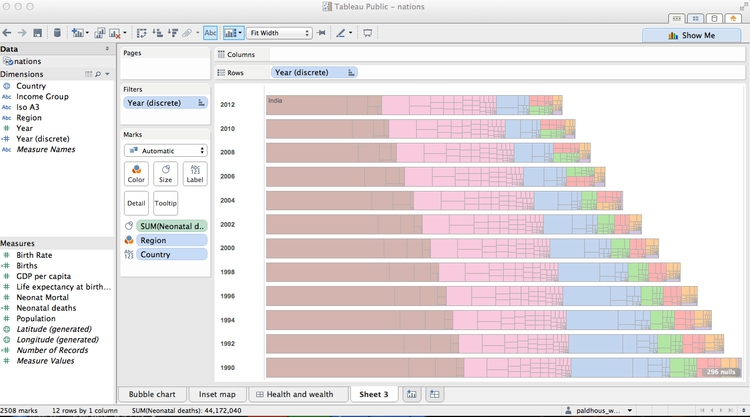 Tableau Public - nations
Abc
Fit Width
Show Me
Data
nations
Dimensions
Country
Abc Income Group
Abc Iso A3
Abc Region
# Year
Year (discrete)
Abc Measure Names
Measures
# Birth Rate
Births
# GDP per capita
# Life expectancy at birth...
# Neonat Mortal
Neonatal deaths
# Population
Latitude (generated)
Longitude (generated)
Number of Records
# Measure Values
Pages
Filters
Year (discrete)
Marks
Automatic
Color Size Label
Detail Tooltip
SUM(Neonatal d..
Region
Country
Columns
Rows Year (discrete)
2012 India
2010
2008
2006
2004
2002
2000
1998
1996
1994
1992
1990
296 nulls
Bubble chart Inset map Health and wealth Sheet 3
2508 marks 12 rows by 1 column SUM(Neonatal deaths): 44,172,040 paldhous_w...